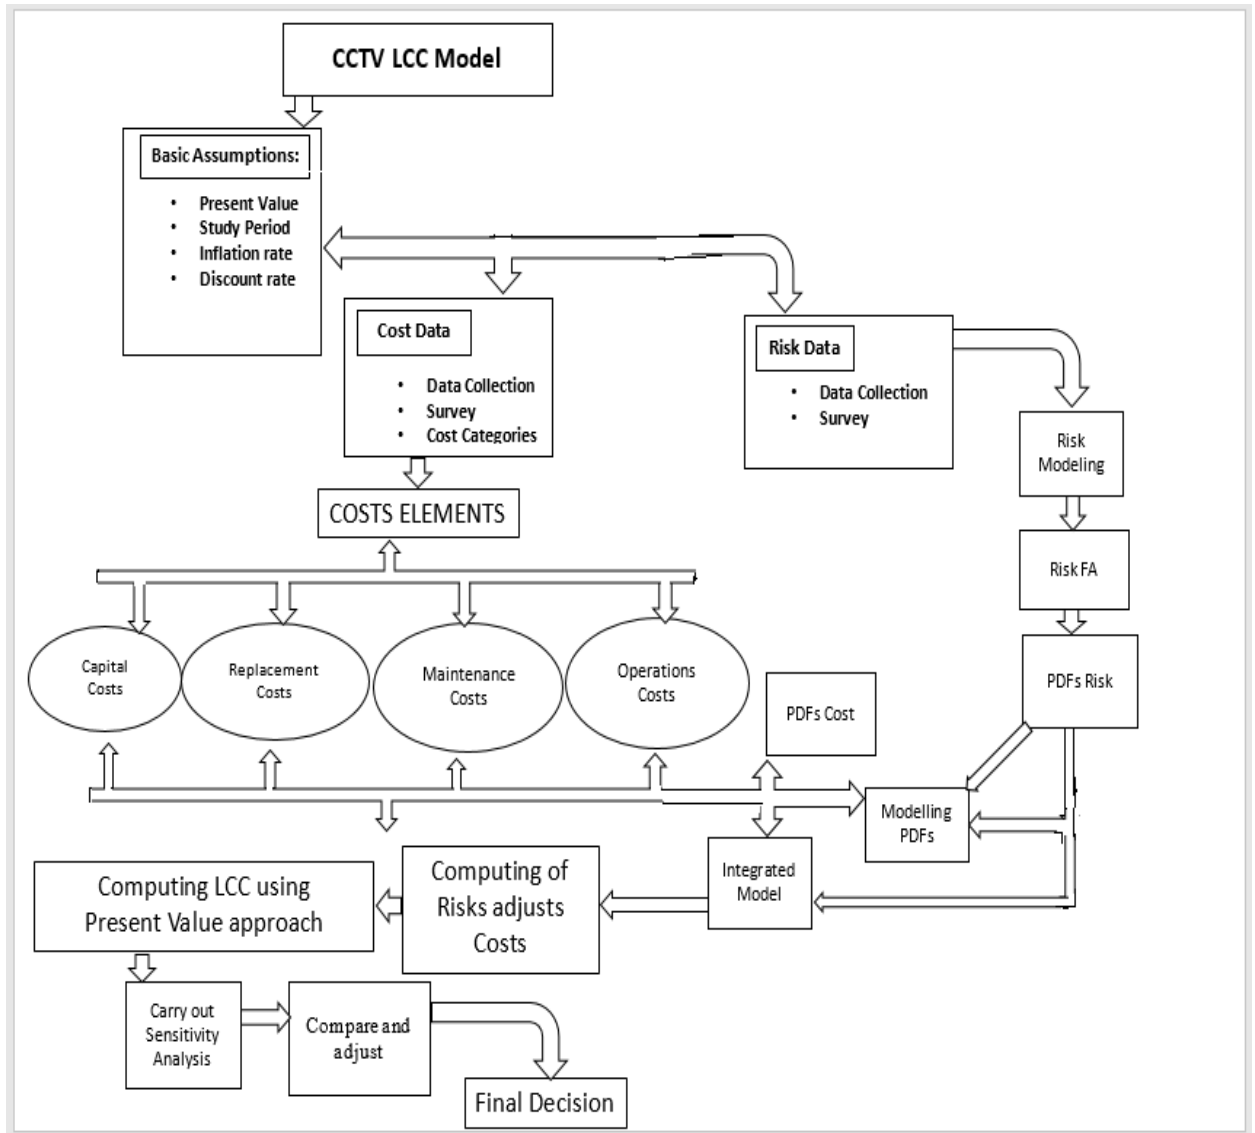 CCTV LCC Model
Basic Assumptions:
• Present Value
• Study Period
• Inflation rate
• Discount rate
Cost Data
• Data Collection
• Survey
• Cost Categories
Risk Data
• Data Collection
• Survey
Risk
Modeling
COSTS ELEMENTS
Risk FA
Capital
Costs
Replacement
Costs
Maintenance
Costs
Operations
Costs
PDFs Risk
PDFs Cost
Modelling
PDFs
Integrated
Model
Computing of
Risks adjusts
Costs
Computing LCC using
Present Value approach
Carry out
Sensitivity
Analysis
Compare and
adjust
Final Decision